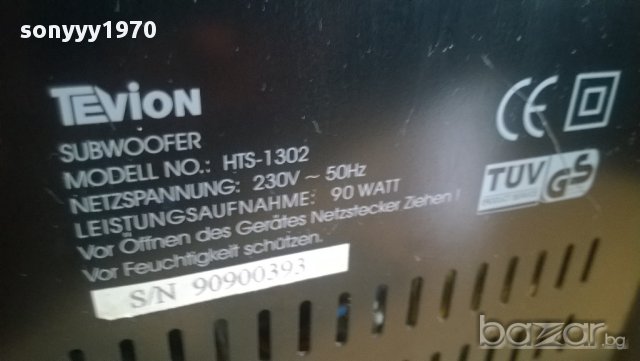 sonyyy1970
TEVION
SUBWOOFER
MODELL NO.: HTS-1302
NETZSPANNUNG: 230V ~ 50Hz
LEISTUNGSAUFNAHME: 90 WATT
Vor Öffnen des Gerätes Netzstecker Ziehen !
Vor Feuchtigkeit schützen.
S/N 90900393
CE
TUV GS
bazar.bg